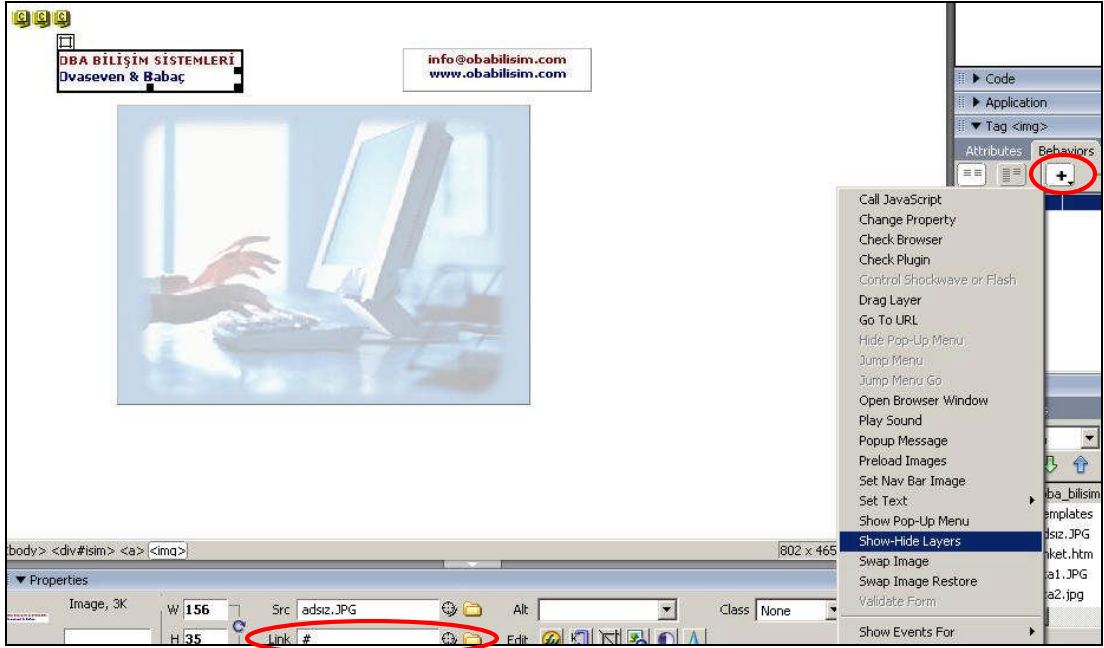 OBA BİLİŞİM SİSTEMLERİ
Ovaseven & Babaç
info@obabilisim.com
www.obabilisim.com
Code
Application
Tag <img>
Attributes Behaviors
Call JavaScript
Change Property
Check Browser
Check Plugin
Control Shockwave or Flash
Drag Layer
Go To URL
Hide Pop-Up Menu
Jump Menu
Jump Menu Go
Open Browser Window
Play Sound
Popup Message
Preload Images
Set Nav Bar Image
Set Text
Show Pop-Up Menu
Show-Hide Layers
Swap Image
Swap Image Restore
Validate Form
Show Events For
oba_bilisim
emplates
dsız.JPG
nket.htm
ka1.JPG
ka2.jpg
<body> <div#isim> <a> <img>
802 x 465
Properties
Image, 3K
W 156
Src adsız.JPG
Alt
Class None
H 35
Link #
Edit